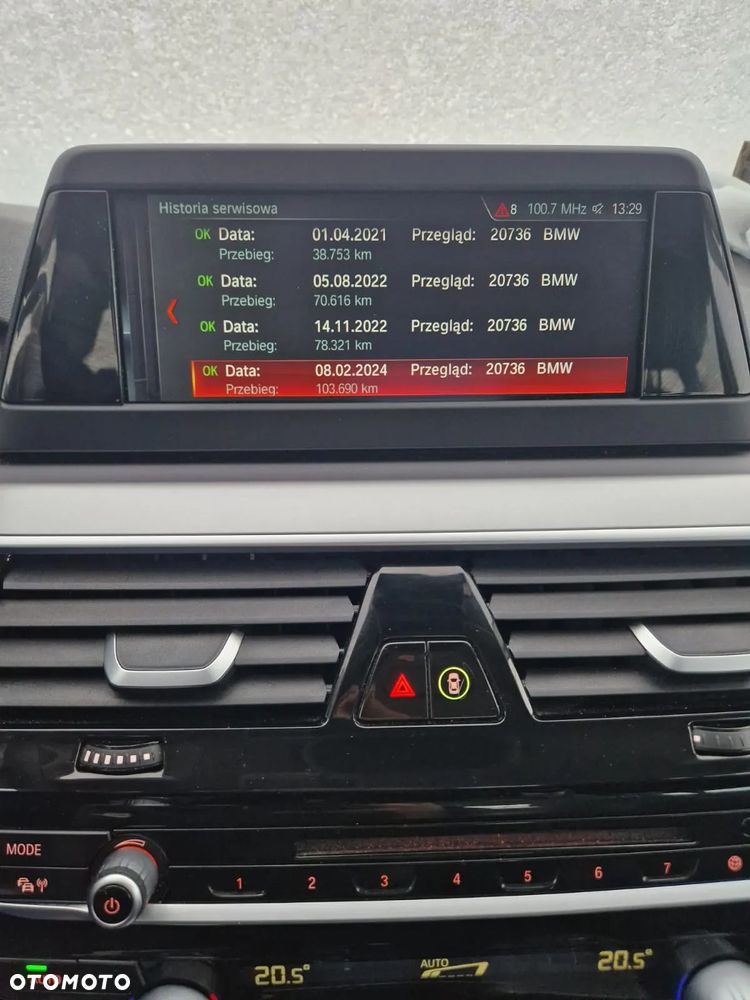 Historia serwisowa 8 100.7 MHz 13:29
OK Data: 01.04.2021 Przegląd: 20736 BMW
Przebieg: 38.753 km
OK Data: 05.08.2022 Przegląd: 20736 BMW
Przebieg: 70.616 km
OK Data: 14.11.2022 Przegląd: 20736 BMW
Przebieg: 78.321 km
OK Data: 08.02.2024 Przegląd: 20736 BMW
Przebieg: 103.690 km
MODE
1 2 3 4 5 6 7
20.5° AUTO 20.5°
OTOMOTO